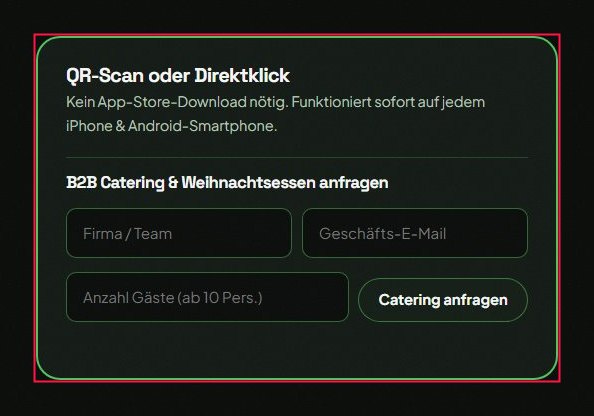 QR-Scan oder Direktklick
Kein App-Store-Download nötig. Funktioniert sofort auf jedem
iPhone & Android-Smartphone.
B2B Catering & Weihnachtsessen anfragen
Firma / Team
Geschäfts-E-Mail
Anzahl Gäste (ab 10 Pers.)
Catering anfragen